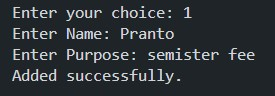 Enter your choice: 1
Enter Name: Pranto
Enter Purpose: semister fee
Added successfully.